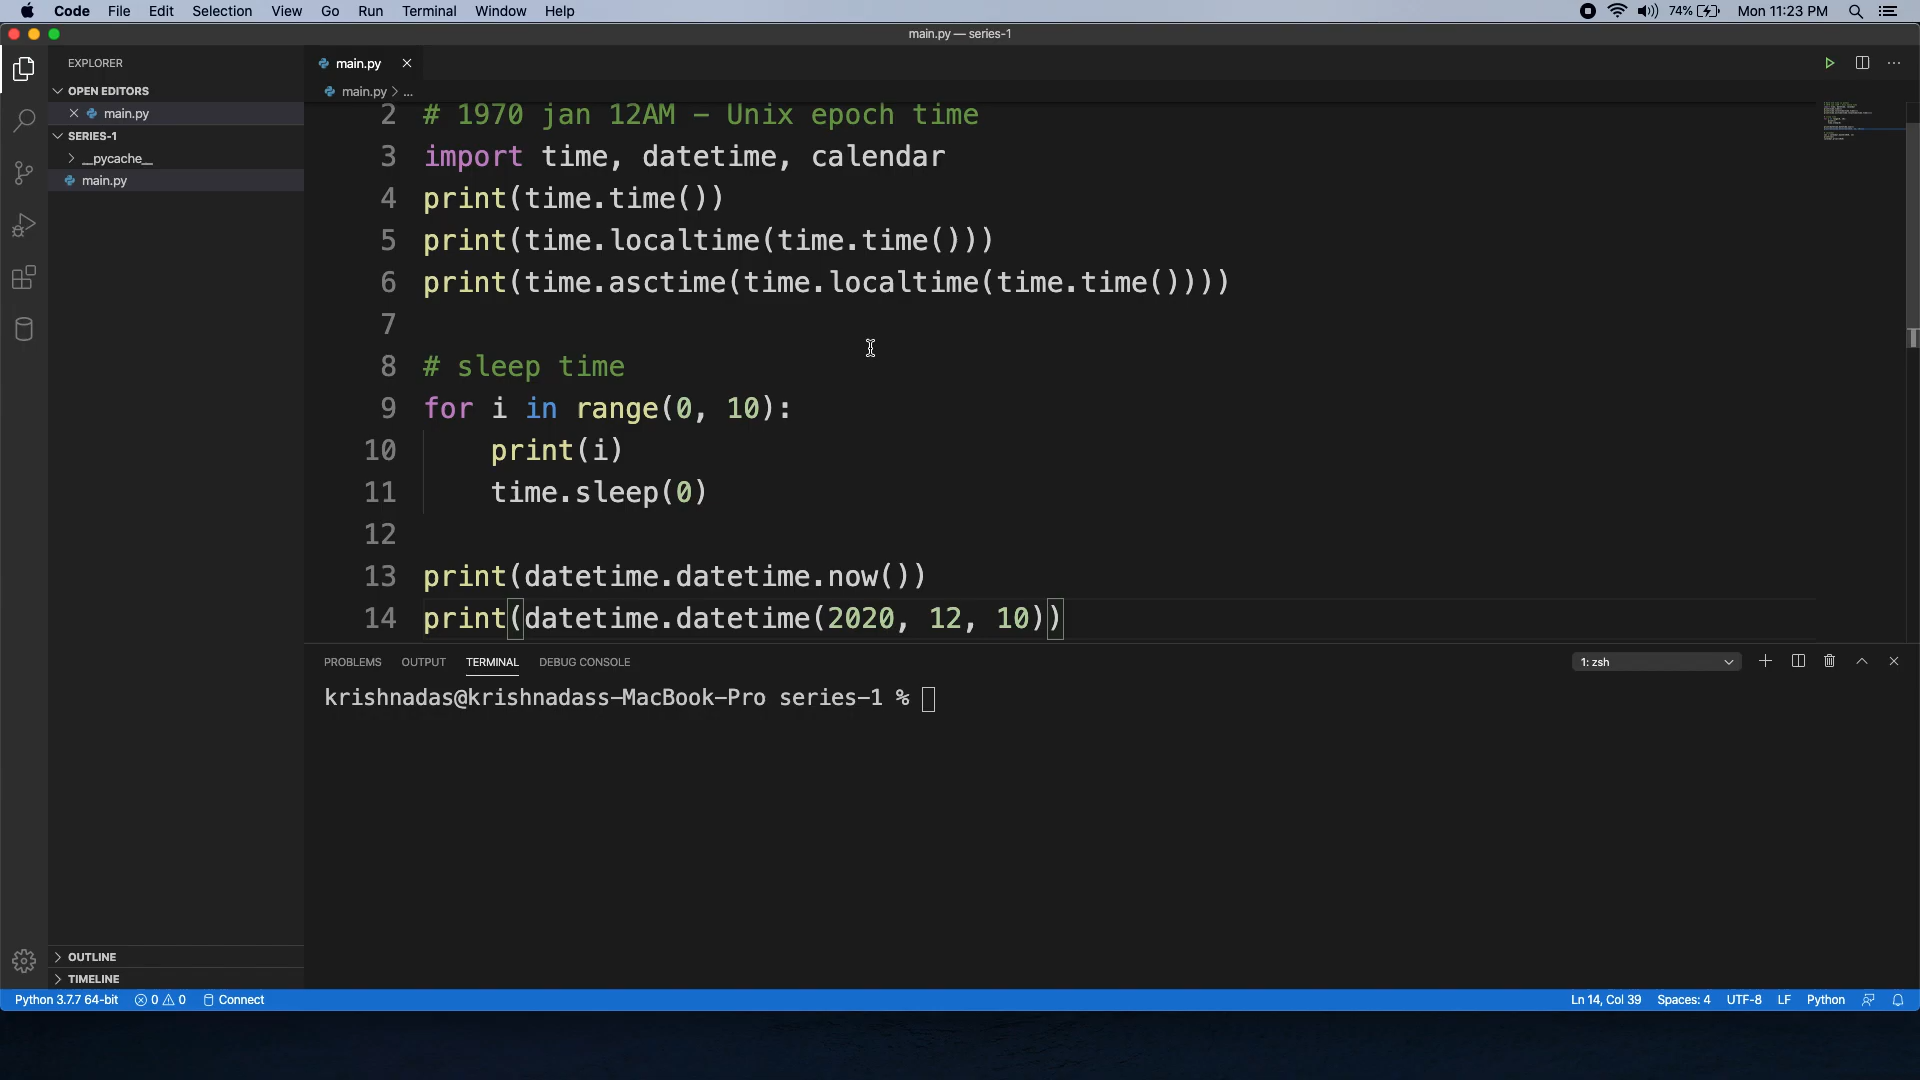 Code File Edit Selection View Go Run Terminal Window Help 74% Mon 11:23 PM
main.py — series-1
EXPLORER
main.py
OPEN EDITORS
main.py > ...
main.py
SERIES-1
__pycache__
main.py
2 # 1970 jan 12AM - Unix epoch time
3 import time, datetime, calendar
4 print(time.time())
5 print(time.localtime(time.time()))
6 print(time.asctime(time.localtime(time.time())))
7
8 # sleep time
9 for i in range(0, 10):
10 print(i)
11 time.sleep(0)
12
13 print(datetime.datetime.now())
14 print(datetime.datetime(2020, 12, 10))
PROBLEMS OUTPUT TERMINAL DEBUG CONSOLE 1: zsh
krishnadas@krishnadass-MacBook-Pro series-1 %
OUTLINE
TIMELINE
Python 3.7.7 64-bit 0 0 Connect Ln 14, Col 39 Spaces: 4 UTF-8 LF Python